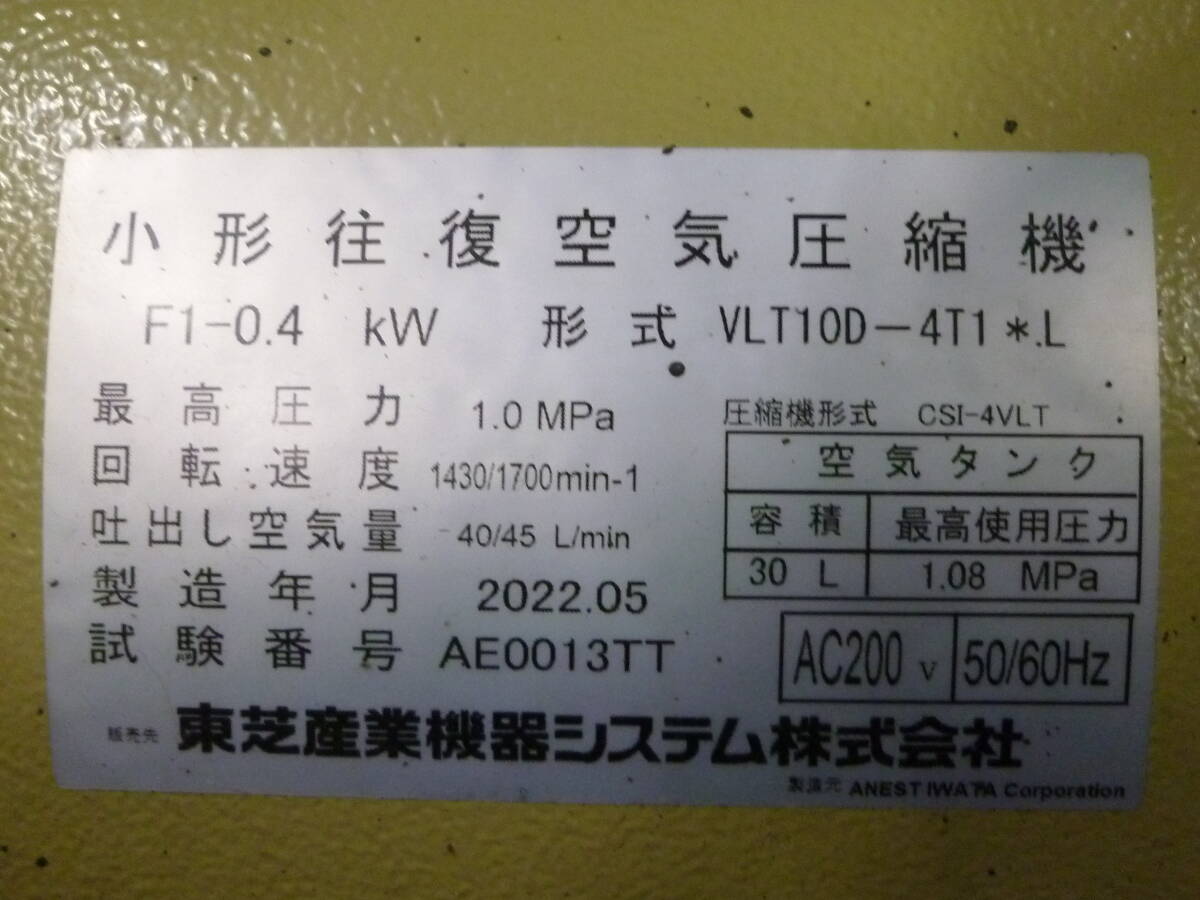 小形往復空気圧縮機
F1-0.4 kW 形式 VLT10D-4T1*.L
最高圧力 1.0 MPa
回転速度 1430/1700min-1
吐出し空気量 40/45 L/min
製造年月 2022.05
試験番号 AE0013TT
圧縮機形式 CSI-4VLT
空気タンク
容積 最高使用圧力
30 L 1.08 MPa
AC200 V 50/60Hz
販売先 東芝産業機器システム株式会社
製造元 ANEST IWATA Corporation